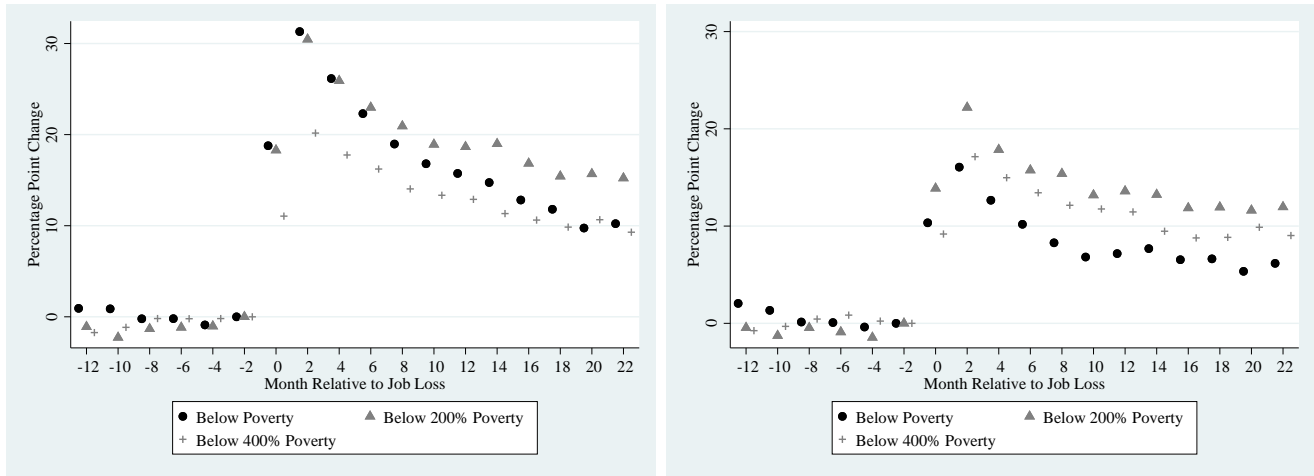 Percentage Point Change
30
20
10
0
-12 -10 -8 -6 -4 -2 0 2 4 6 8 10 12 14 16 18 20 22
Month Relative to Job Loss
Below Poverty Below 200% Poverty
Below 400% Poverty
Percentage Point Change
30
20
10
0
-12 -10 -8 -6 -4 -2 0 2 4 6 8 10 12 14 16 18 20 22
Month Relative to Job Loss
Below Poverty Below 200% Poverty
Below 400% Poverty